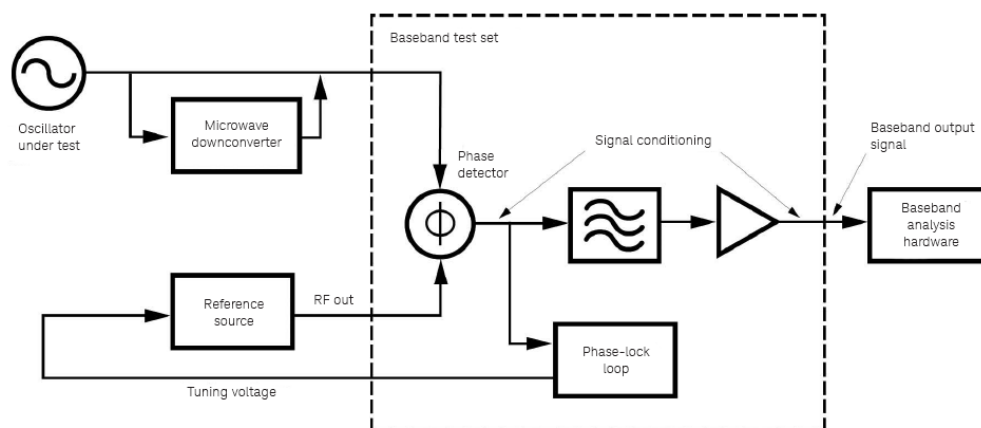 Baseband test set
Oscillator
under test
Microwave
downconverter
Phase
detector
Signal conditioning
Baseband output
signal
Baseband
analysis
hardware
Reference
source
RF out
Phase-lock
loop
Tuning voltage